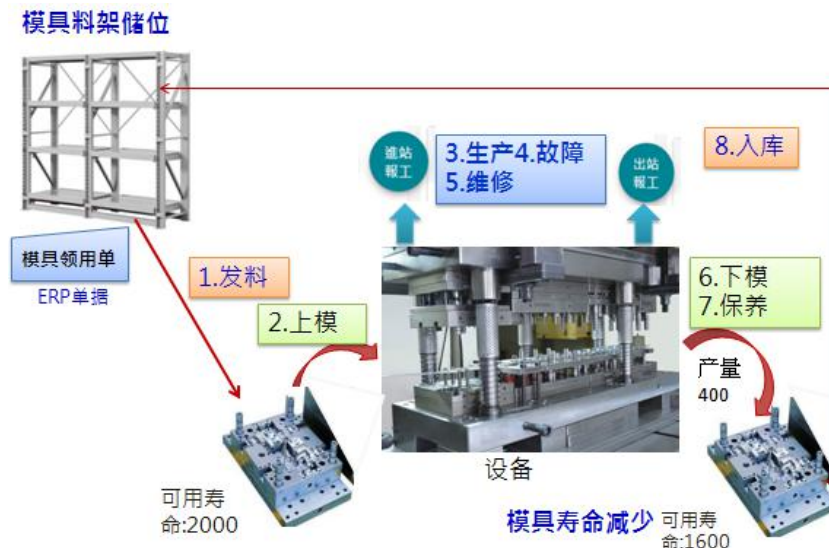 模具料架储位
進站
報工
3.生产4.故障
5.维修
出站
報工
8.入库
模具领用单
ERP单据
1.发料
2.上模
6.下模
7.保养
产量
400
设备
可用寿
命:2000
模具寿命减少
可用寿
命:1600